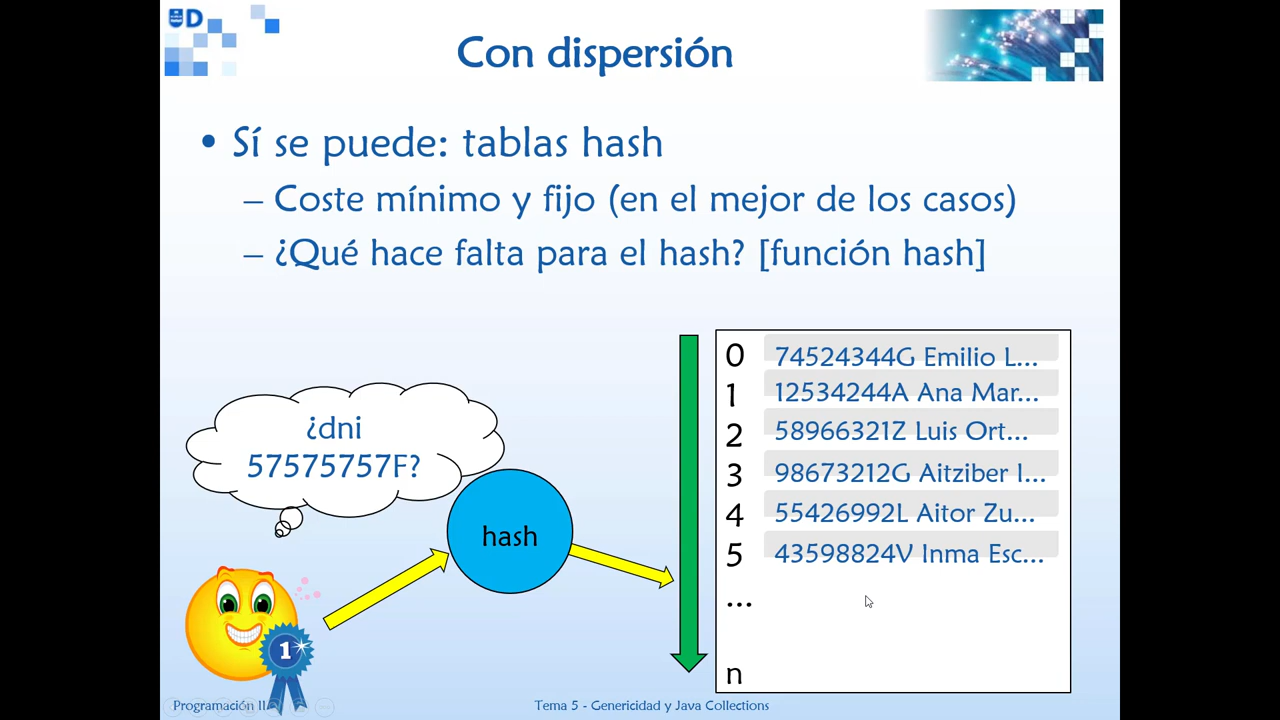 UD
Con dispersión
• Sí se puede: tablas hash
– Coste mínimo y fijo (en el mejor de los casos)
– ¿Qué hace falta para el hash? [función hash]
¿dni
57575757F?
hash
0 74524344G Emilio L...
1 12534244A Ana Mar...
2 58966321Z Luis Ort...
3 98673212G Aitziber I...
4 55426992L Aitor Zu...
5 43598824V Inma Esc...
...
n
1
Programación II
Tema 5 - Genericidad y Java Collections